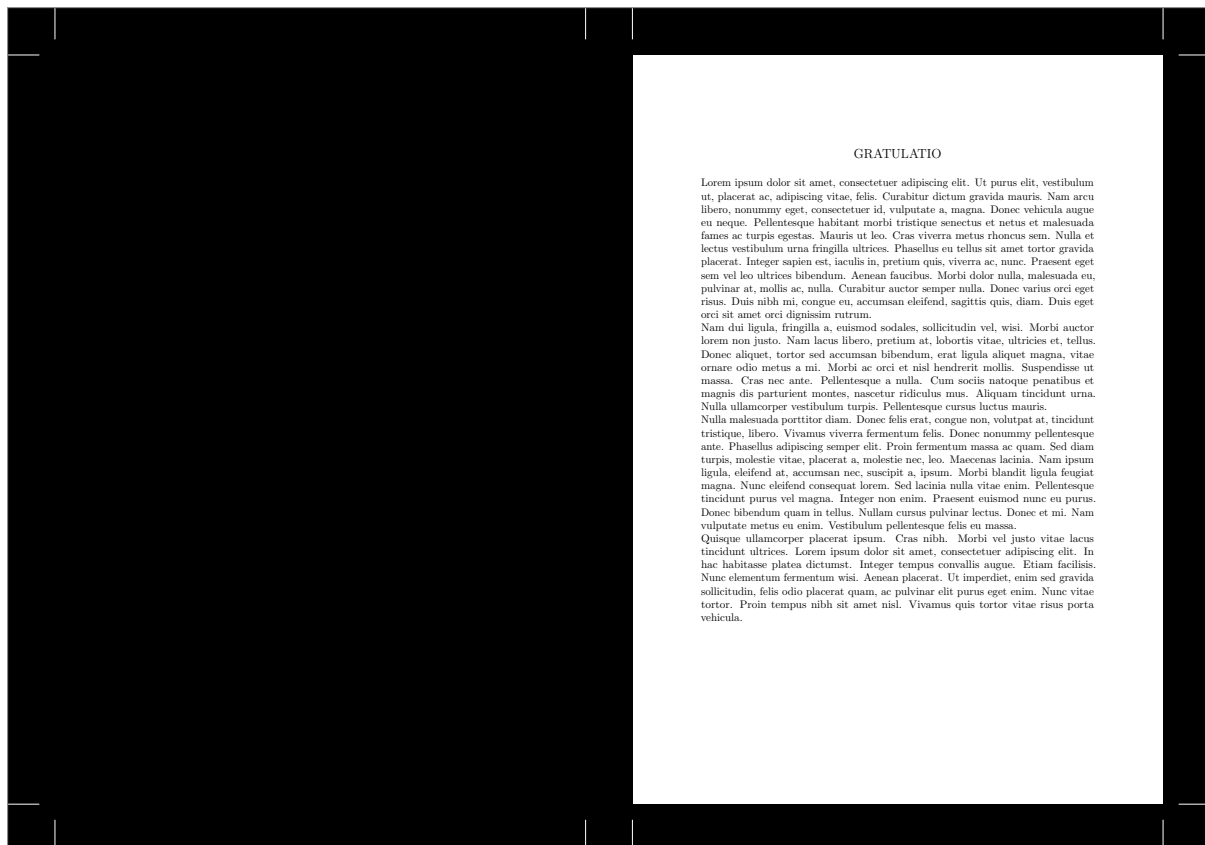 GRATULATIO
Lorem ipsum dolor sit amet, consectetuer adipiscing elit. Ut purus elit, vestibulum
ut, placerat ac, adipiscing vitae, felis. Curabitur dictum gravida mauris. Nam arcu
libero, nonummy eget, consectetuer id, vulputate a, magna. Donec vehicula augue
eu neque. Pellentesque habitant morbi tristique senectus et netus et malesuada
fames ac turpis egestas. Mauris ut leo. Cras viverra metus rhoncus sem. Nulla et
lectus vestibulum urna fringilla ultrices. Phasellus eu tellus sit amet tortor gravida
placerat. Integer sapien est, iaculis in, pretium quis, viverra ac, nunc. Praesent eget
sem vel leo ultrices bibendum. Aenean faucibus. Morbi dolor nulla, malesuada eu,
pulvinar at, mollis ac, nulla. Curabitur auctor semper nulla. Donec varius orci eget
risus. Duis nibh mi, congue eu, accumsan eleifend, sagittis quis, diam. Duis eget
orci sit amet orci dignissim rutrum.
Nam dui ligula, fringilla a, euismod sodales, sollicitudin vel, wisi. Morbi auctor
lorem non justo. Nam lacus libero, pretium at, lobortis vitae, ultricies et, tellus.
Donec aliquet, tortor sed accumsan bibendum, erat ligula aliquet magna, vitae
ornare odio metus a mi. Morbi ac orci et nisl hendrerit mollis. Suspendisse ut
massa. Cras nec ante. Pellentesque a nulla. Cum sociis natoque penatibus et
magnis dis parturient montes, nascetur ridiculus mus. Aliquam tincidunt urna.
Nulla ullamcorper vestibulum turpis. Pellentesque cursus luctus mauris.
Nulla malesuada porttitor diam. Donec felis erat, congue non, volutpat at, tincidunt
tristique, libero. Vivamus viverra fermentum felis. Donec nonummy pellentesque
ante. Phasellus adipiscing semper elit. Proin fermentum massa ac quam. Sed diam
turpis, molestie vitae, placerat a, molestie nec, leo. Maecenas lacinia. Nam ipsum
ligula, eleifend at, accumsan nec, suscipit a, ipsum. Morbi blandit ligula feugiat
magna. Nunc eleifend consequat lorem. Sed lacinia nulla vitae enim. Pellentesque
tincidunt purus vel magna. Integer non enim. Praesent euismod nunc eu purus.
Donec bibendum quam in tellus. Nullam cursus pulvinar lectus. Donec et mi. Nam
vulputate metus eu enim. Vestibulum pellentesque felis eu massa.
Quisque ullamcorper placerat ipsum. Cras nibh. Morbi vel justo vitae lacus
tincidunt ultrices. Lorem ipsum dolor sit amet, consectetuer adipiscing elit. In
hac habitasse platea dictumst. Integer tempus convallis augue. Etiam facilisis.
Nunc elementum fermentum wisi. Aenean placerat. Ut imperdiet, enim sed gravida
sollicitudin, felis odio placerat quam, ac pulvinar elit purus eget enim. Nunc vitae
tortor. Proin tempus nibh sit amet nisl. Vivamus quis tortor vitae risus porta
vehicula.